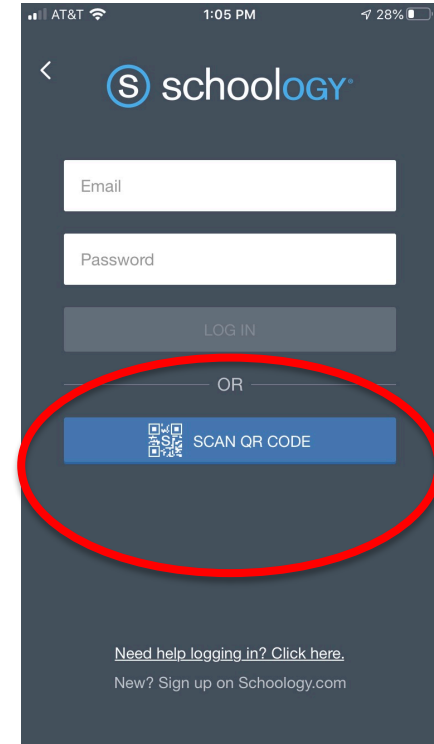 AT&T 1:05 PM 28%
S schoology
Email
Password
LOG IN
OR
S SCAN QR CODE
Need help logging in? Click here.
New? Sign up on Schoology.com